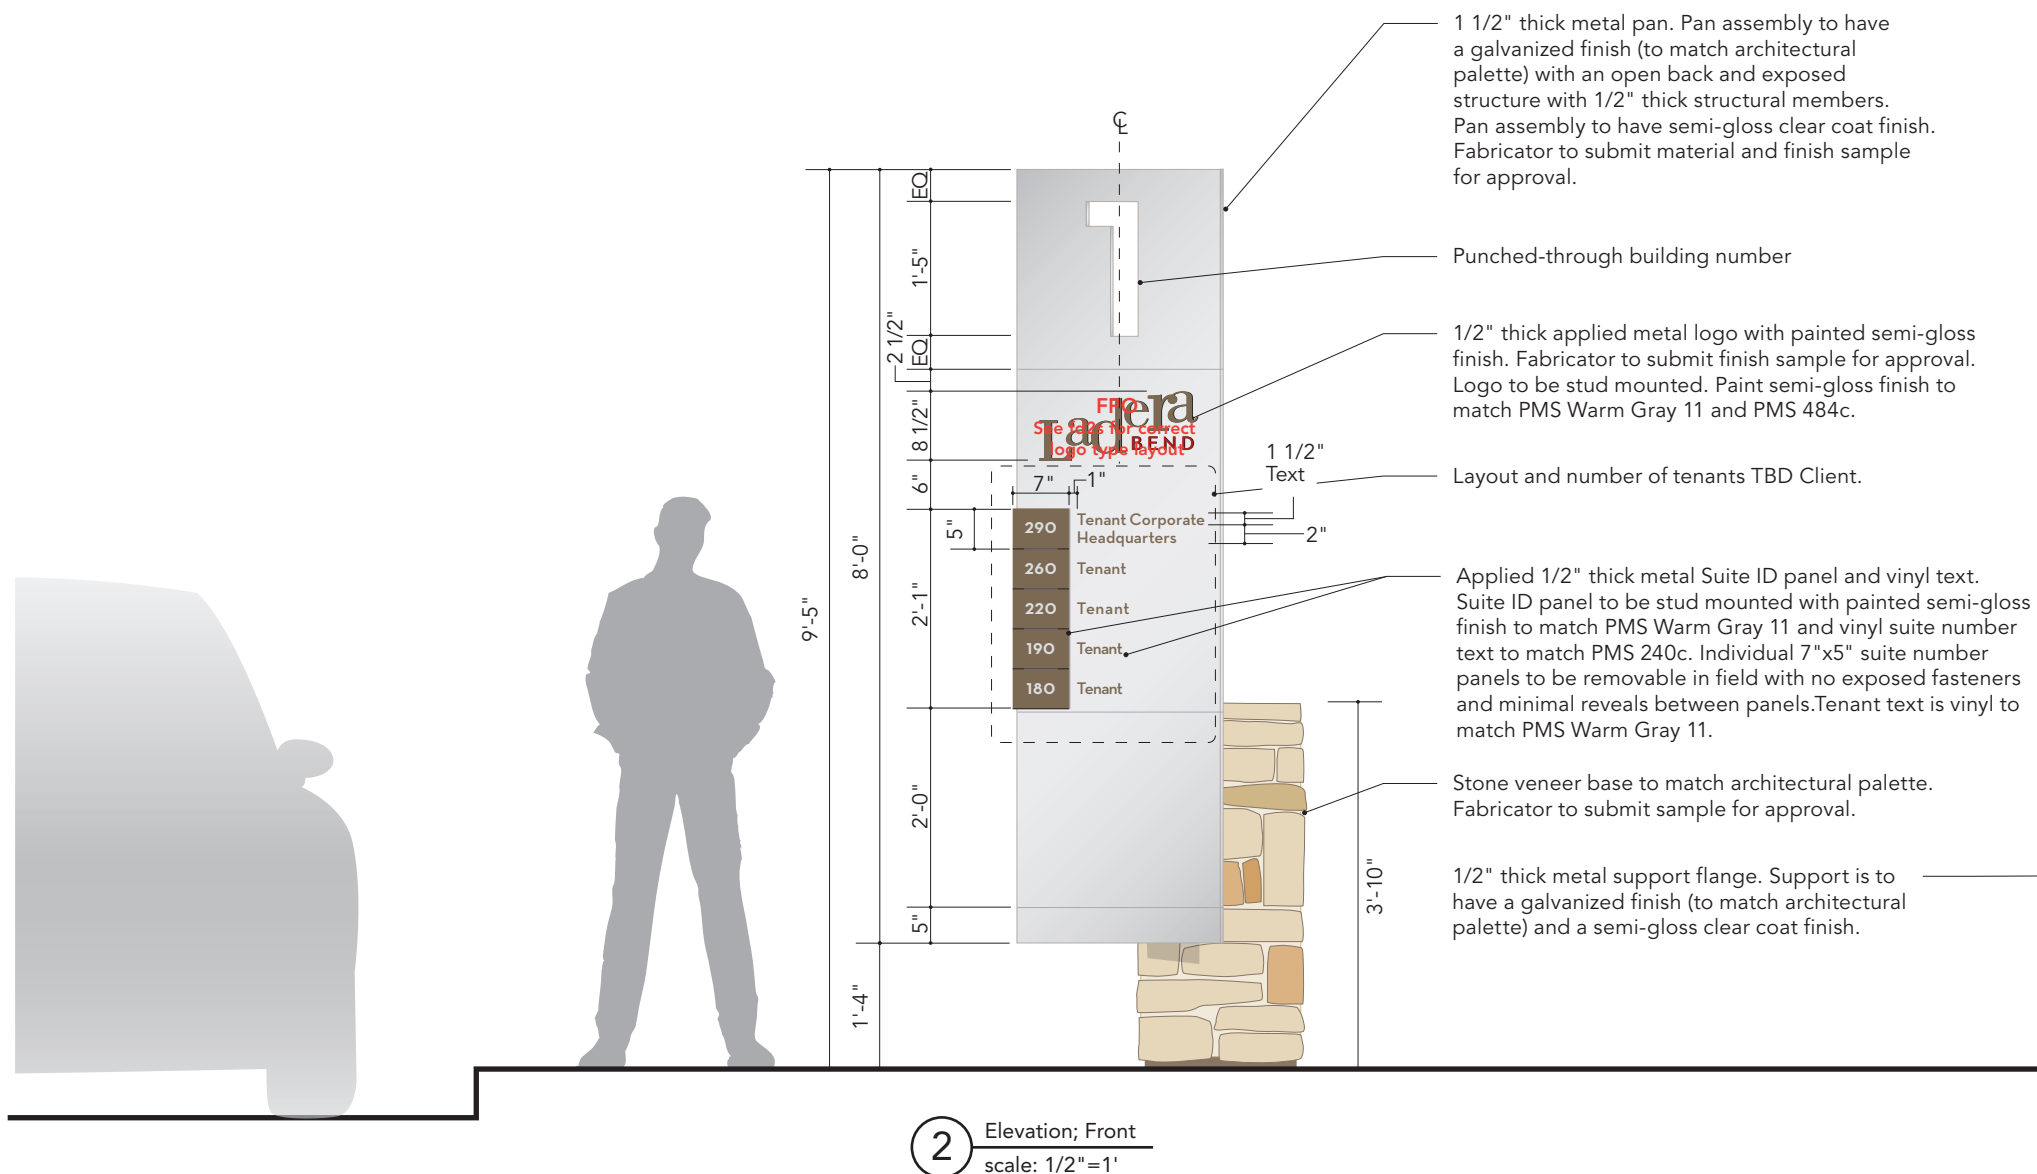 1 1/2" thick metal pan. Pan assembly to have
a galvanized finish (to match architectural
palette) with an open back and exposed
structure with 1/2" thick structural members.
Pan assembly to have semi-gloss clear coat finish.
Fabricator to submit material and finish sample
for approval.
Punched-through building number
1/2" thick applied metal logo with painted semi-gloss
finish. Fabricator to submit finish sample for approval.
Logo to be stud mounted. Paint semi-gloss finish to
match PMS Warm Gray 11 and PMS 484c.
Layout and number of tenants TBD Client.
Applied 1/2" thick metal Suite ID panel and vinyl text.
Suite ID panel to be stud mounted with painted semi-gloss
finish to match PMS Warm Gray 11 and vinyl suite number
text to match PMS 240c. Individual 7"x5" suite number
panels to be removable in field with no exposed fasteners
and minimal reveals between panels.Tenant text is vinyl to
match PMS Warm Gray 11.
Stone veneer base to match architectural palette.
Fabricator to submit sample for approval.
1/2" thick metal support flange. Support is to
have a galvanized finish (to match architectural
palette) and a semi-gloss clear coat finish.
CL
1
Ladera
BEND
FPO
See for correct
logo type layout
290 Tenant Corporate
Headquarters
260 Tenant
220 Tenant
190 Tenant
180 Tenant
EQ
1'-5"
EQ
2 1/2"
8 1/2"
6"
7"
1"
1 1/2"
Text
2"
5"
2'-1"
2'-0"
5"
9'-5"
8'-0"
1'-4"
3'-10"
2
Elevation; Front
scale: 1/2"=1'